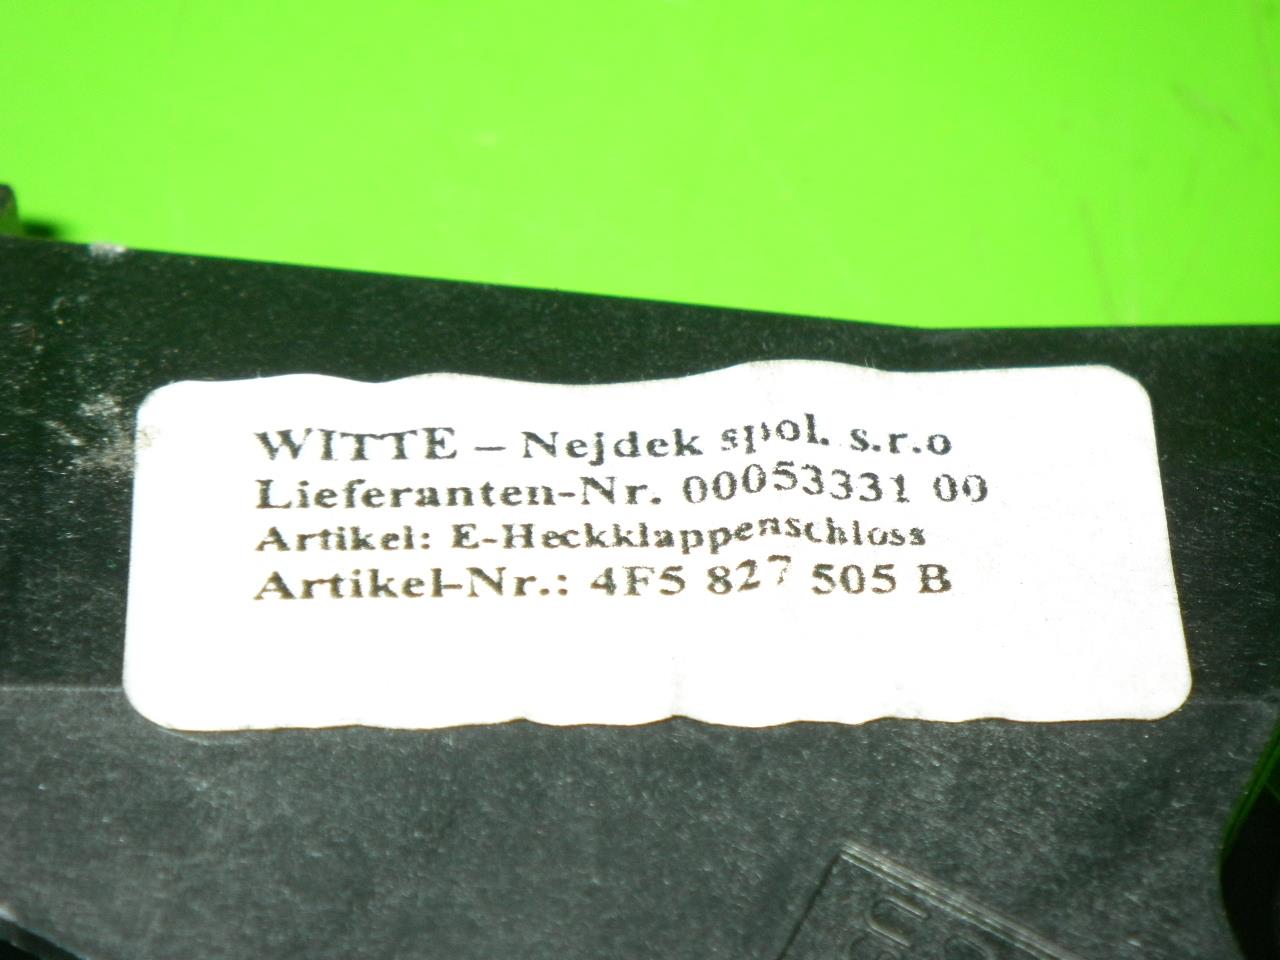 WITTE – Nejdek spol. s.r.o
Lieferanten-Nr. 00053331 00
Artikel: E-Heckklappenschloss
Artikel-Nr.: 4F5 827 505 B